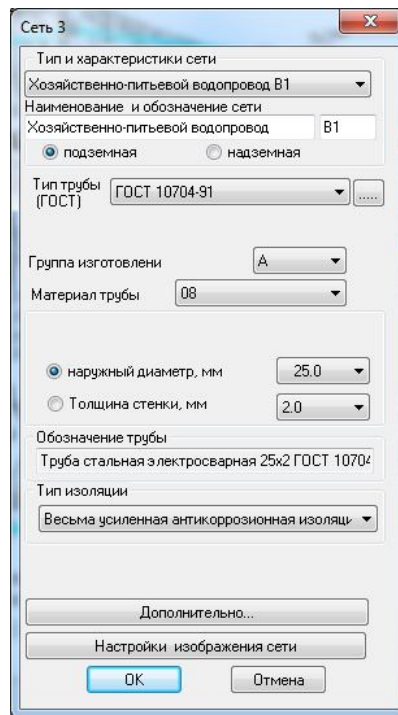 Сеть 3
Тип и характеристики сети
Хозяйственно-питьевой водопровод В1
Наименование и обозначение сети
Хозяйственно-питьевой водопровод В1
подземная надземная
Тип трубы (ГОСТ) ГОСТ 10704-91 .....
Группа изготовлени А
Материал трубы 08
наружный диаметр, мм 25.0
Толщина стенки, мм 2.0
Обозначение трубы
Труба стальная электросварная 25х2 ГОСТ 10704
Тип изоляции
Весьма усиленная антикоррозионная изоляци
Дополнительно...
Настройки изображения сети
OK Отмена